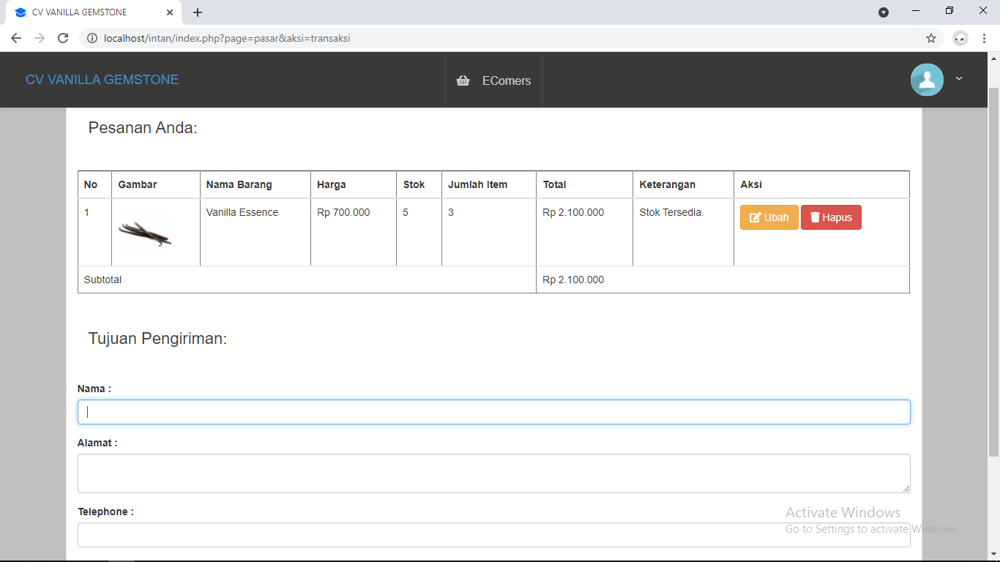 CV VANILLA GEMSTONE
localhost/intan/index.php?page=pasar&aksi=transaksi
CV VANILLA GEMSTONE EComers
Pesanan Anda:
No Gambar Nama Barang Harga Stok Jumlah Item Total Keterangan Aksi
1 Vanilla Essence Rp 700.000 5 3 Rp 2.100.000 Stok Tersedia. Ubah Hapus
Subtotal Rp 2.100.000
Tujuan Pengiriman:
Nama :
Alamat :
Telephone :
Activate Windows
Go to Settings to activate Windows.